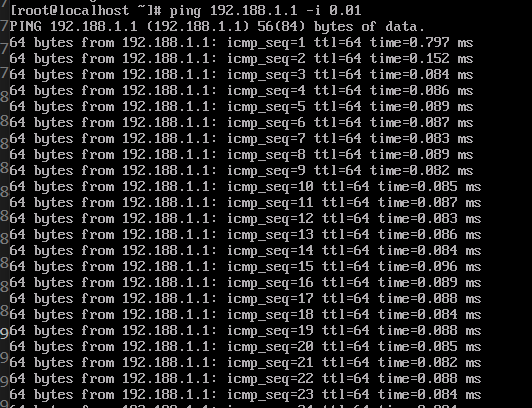 [root@localhost ~]# ping 192.188.1.1 -i 0.01
PING 192.188.1.1 (192.188.1.1) 56(84) bytes of data.
64 bytes from 192.188.1.1: icmp_seq=1 ttl=64 time=0.797 ms
64 bytes from 192.188.1.1: icmp_seq=2 ttl=64 time=0.152 ms
64 bytes from 192.188.1.1: icmp_seq=3 ttl=64 time=0.084 ms
64 bytes from 192.188.1.1: icmp_seq=4 ttl=64 time=0.086 ms
64 bytes from 192.188.1.1: icmp_seq=5 ttl=64 time=0.089 ms
64 bytes from 192.188.1.1: icmp_seq=6 ttl=64 time=0.087 ms
64 bytes from 192.188.1.1: icmp_seq=7 ttl=64 time=0.083 ms
64 bytes from 192.188.1.1: icmp_seq=8 ttl=64 time=0.089 ms
64 bytes from 192.188.1.1: icmp_seq=9 ttl=64 time=0.082 ms
64 bytes from 192.188.1.1: icmp_seq=10 ttl=64 time=0.085 ms
64 bytes from 192.188.1.1: icmp_seq=11 ttl=64 time=0.087 ms
64 bytes from 192.188.1.1: icmp_seq=12 ttl=64 time=0.083 ms
64 bytes from 192.188.1.1: icmp_seq=13 ttl=64 time=0.086 ms
64 bytes from 192.188.1.1: icmp_seq=14 ttl=64 time=0.084 ms
64 bytes from 192.188.1.1: icmp_seq=15 ttl=64 time=0.096 ms
64 bytes from 192.188.1.1: icmp_seq=16 ttl=64 time=0.089 ms
64 bytes from 192.188.1.1: icmp_seq=17 ttl=64 time=0.088 ms
64 bytes from 192.188.1.1: icmp_seq=18 ttl=64 time=0.084 ms
64 bytes from 192.188.1.1: icmp_seq=19 ttl=64 time=0.088 ms
64 bytes from 192.188.1.1: icmp_seq=20 ttl=64 time=0.085 ms
64 bytes from 192.188.1.1: icmp_seq=21 ttl=64 time=0.082 ms
64 bytes from 192.188.1.1: icmp_seq=22 ttl=64 time=0.088 ms
64 bytes from 192.188.1.1: icmp_seq=23 ttl=64 time=0.084 ms